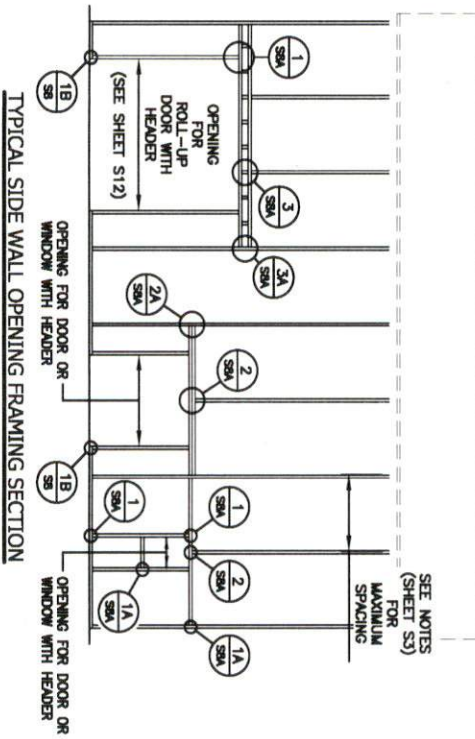 SEE NOTES
(SHEET S3)
FOR
MAXIMUM
SPACING
1
S8A
3
S8A
3A
S8A
OPENING
FOR
ROLL-UP
DOOR WITH
HEADER
(SEE SHEET S12)
2A
S8A
2
S8A
1
S8A
2
S8A
1A
S8A
1
S8A
1A
S8A
1B
S8
1B
S8
OPENING FOR DOOR OR
WINDOW WITH HEADER
OPENING FOR DOOR OR
WINDOW WITH HEADER
TYPICAL SIDE WALL OPENING FRAMING SECTION